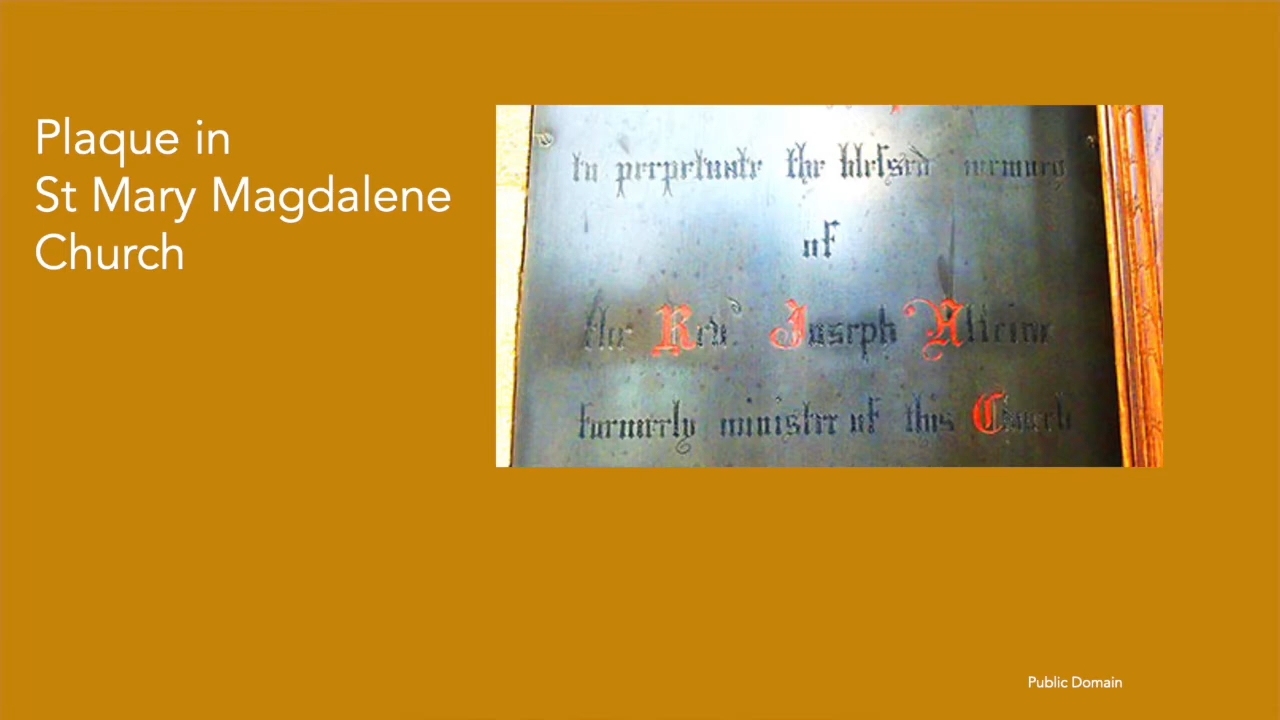 Plaque in
St Mary Magdalene
Church
to perpetuate the blessed memory
of
the Revd. Joseph Alleine
formerly minister of this Church
Public Domain